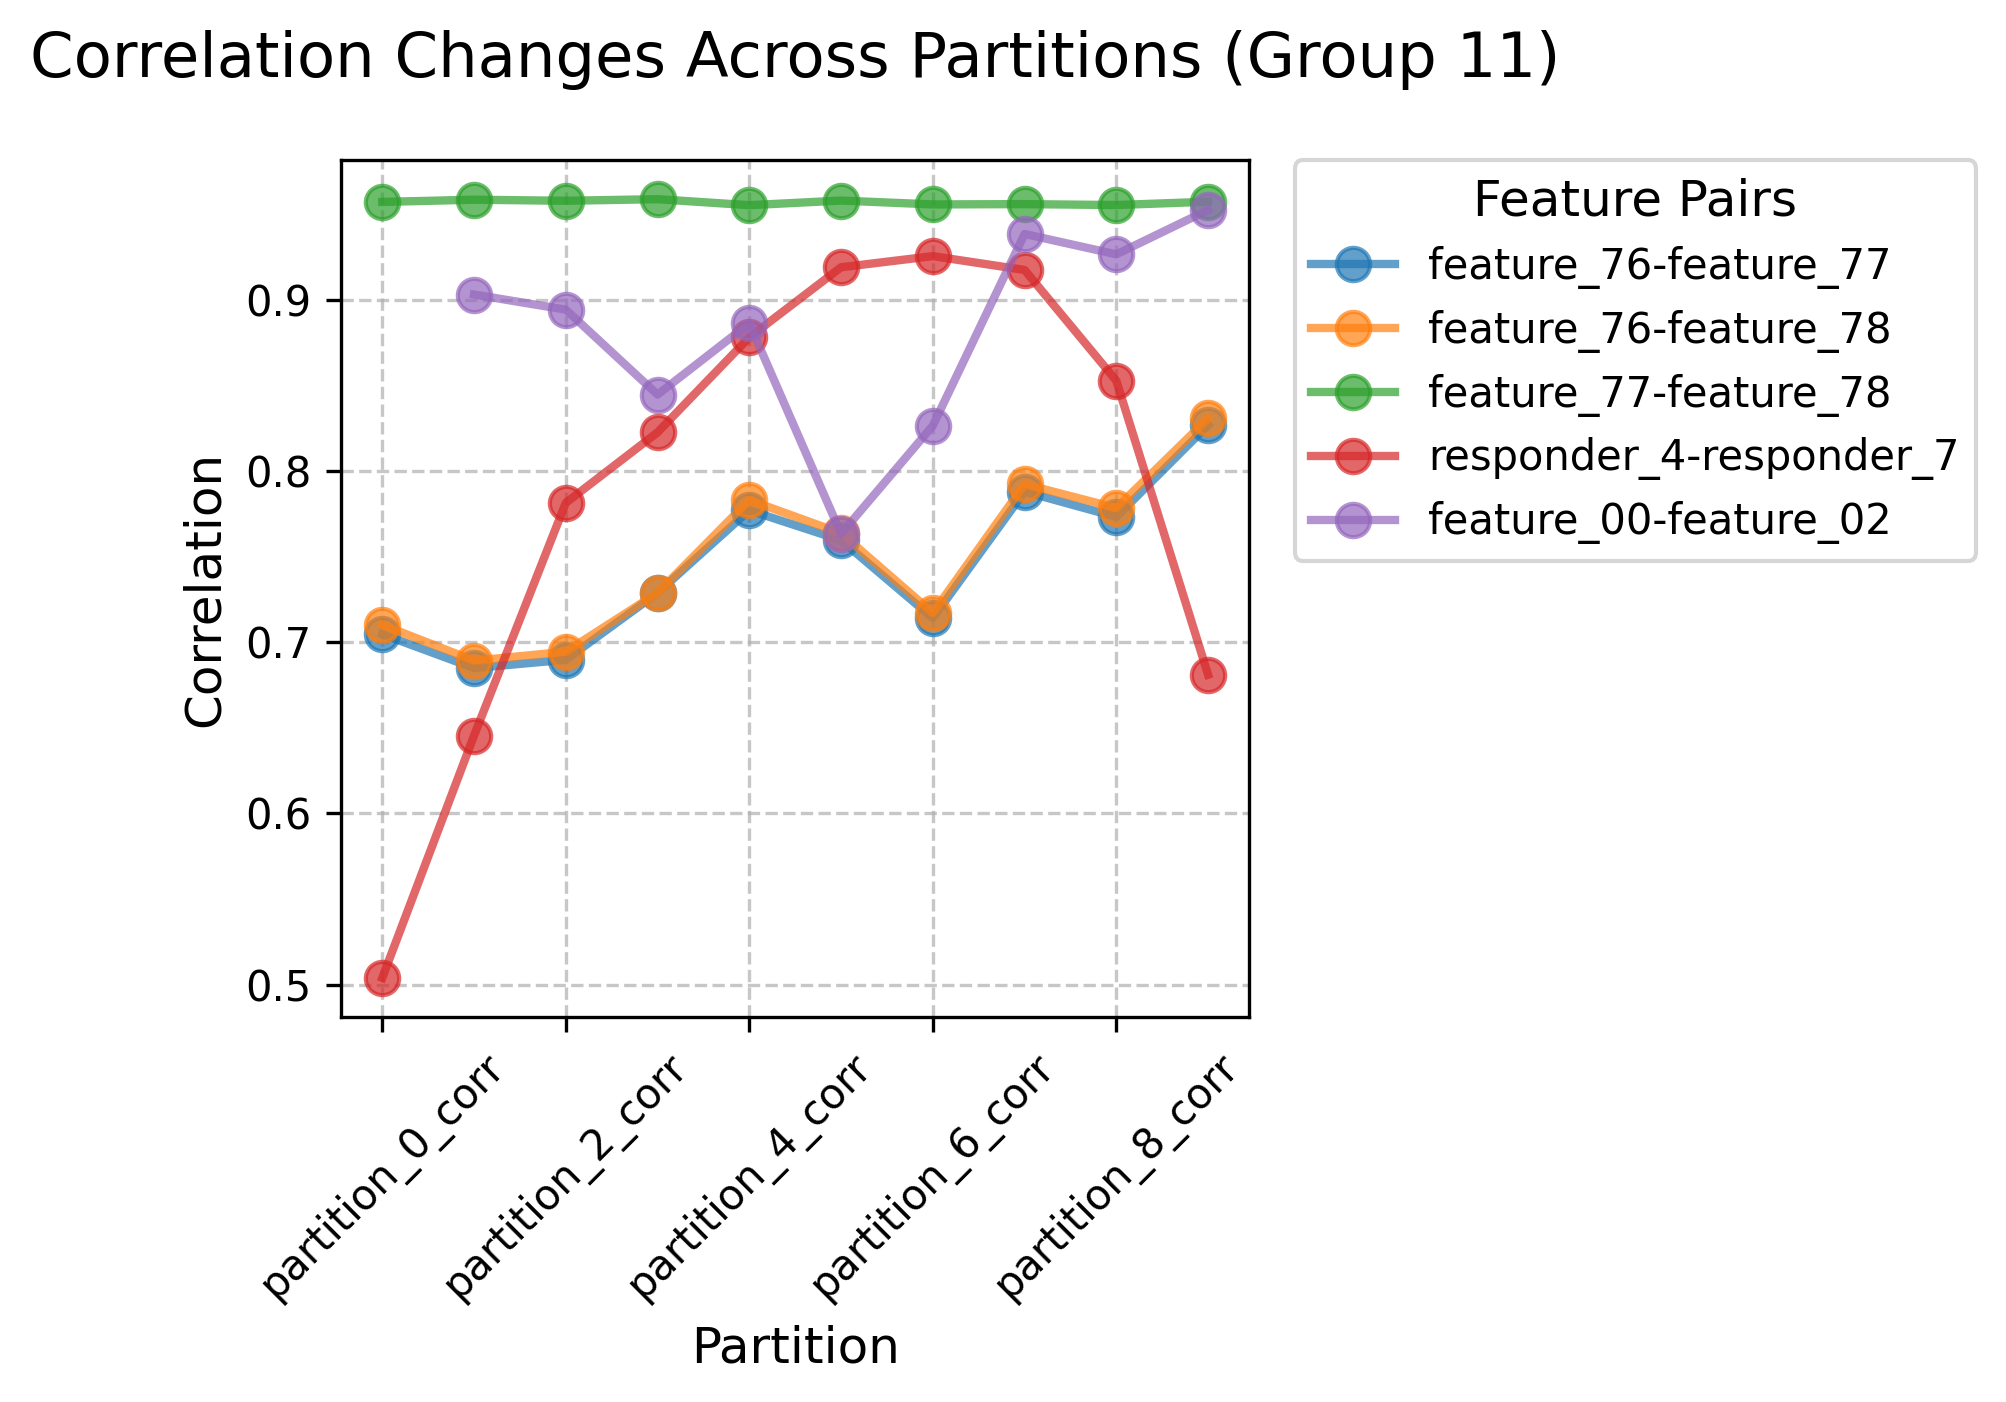 Correlation Changes Across Partitions (Group 11)
Feature Pairs
feature_76-feature_77
feature_76-feature_78
feature_77-feature_78
responder_4-responder_7
feature_00-feature_02
Correlation
0.9
0.8
0.7
0.6
0.5
partition_0_corr
partition_2_corr
partition_4_corr
partition_6_corr
partition_8_corr
Partition